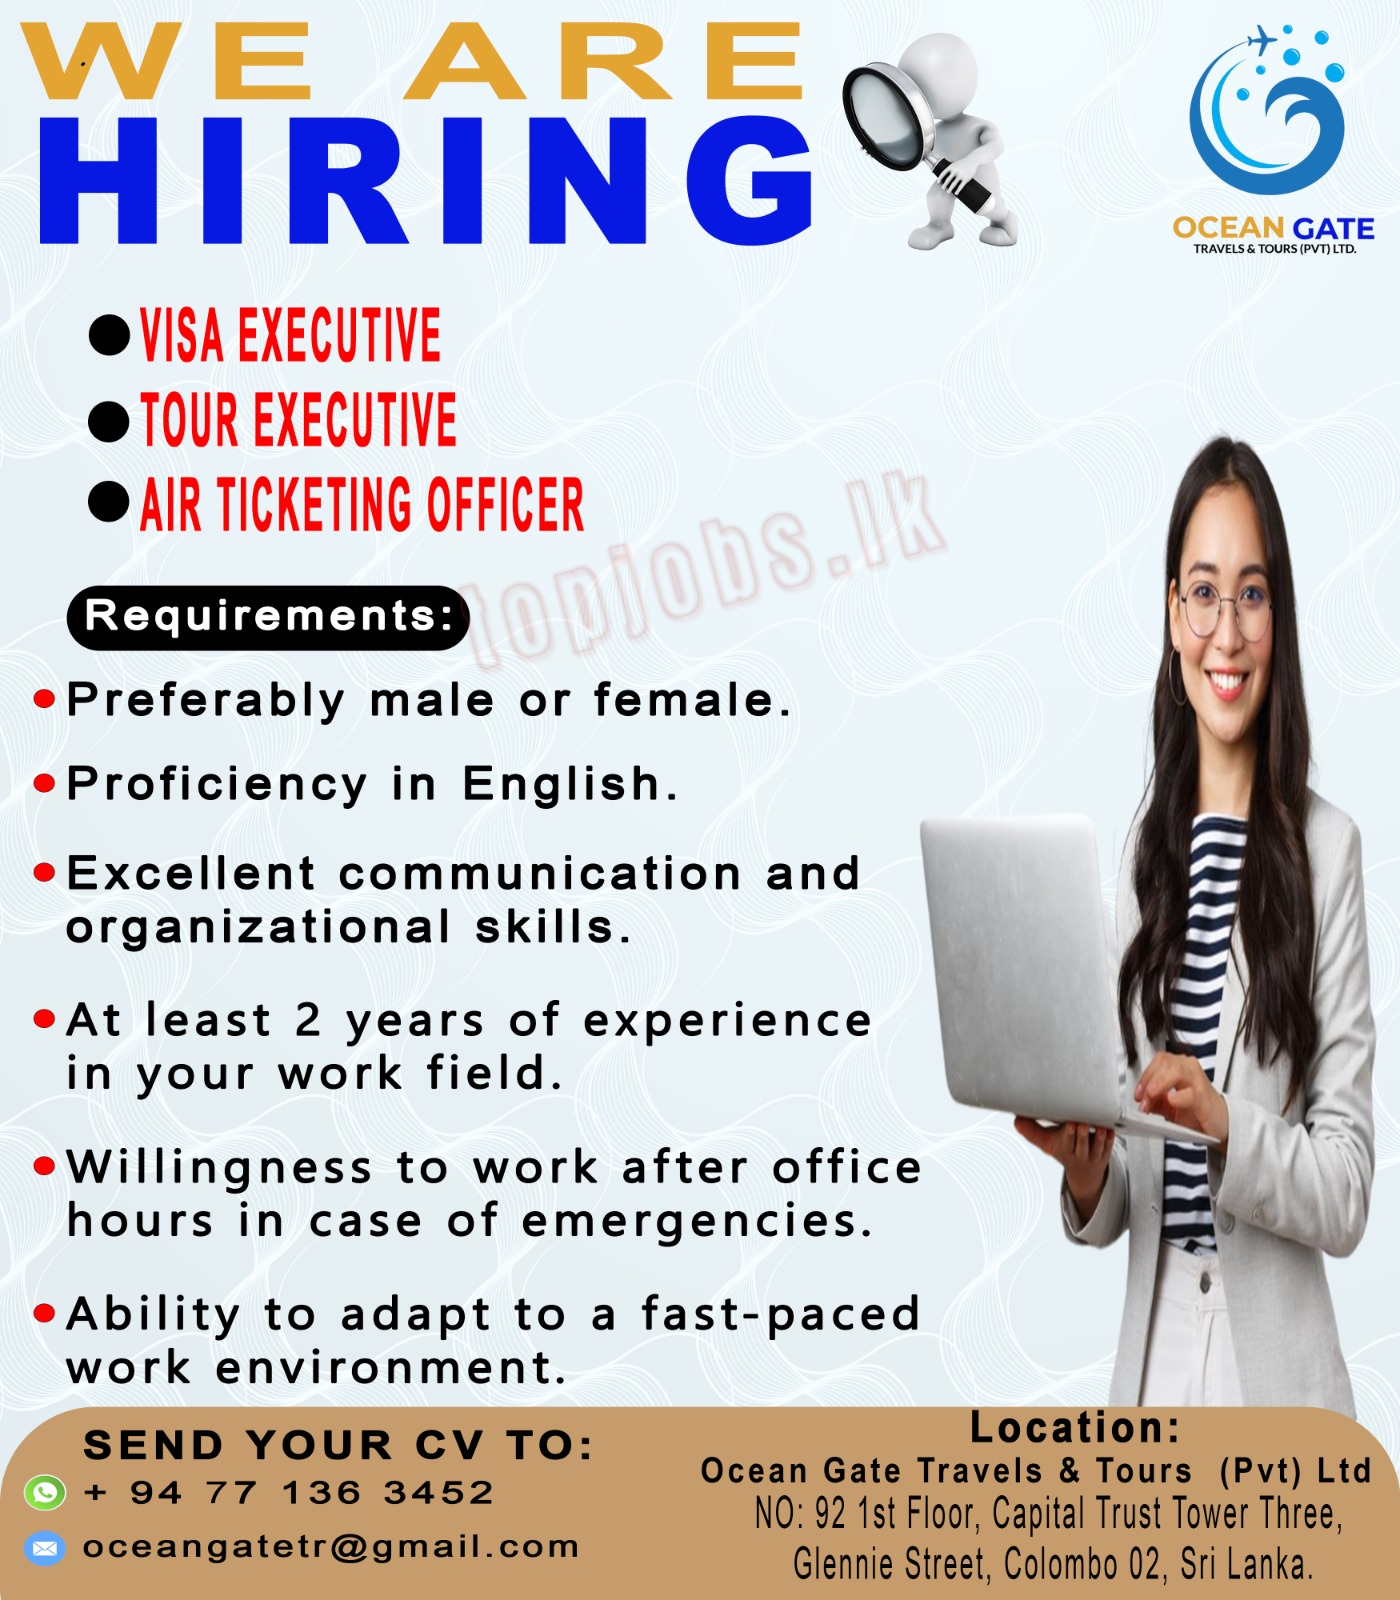 WE ARE
HIRING
OCEAN GATE
TRAVELS & TOURS (PVT) LTD.
VISA EXECUTIVE
TOUR EXECUTIVE
AIR TICKETING OFFICER
topjobs.lk
Requirements:
Preferably male or female.
Proficiency in English.
Excellent communication and
organizational skills.
At least 2 years of experience
in your work field.
Willingness to work after office
hours in case of emergencies.
Ability to adapt to a fast-paced
work environment.
SEND YOUR CV TO:
+ 94 77 136 3452
oceangatetr@gmail.com
Location:
Ocean Gate Travels & Tours (Pvt) Ltd
NO: 92 1st Floor, Capital Trust Tower Three,
Glennie Street, Colombo 02, Sri Lanka.